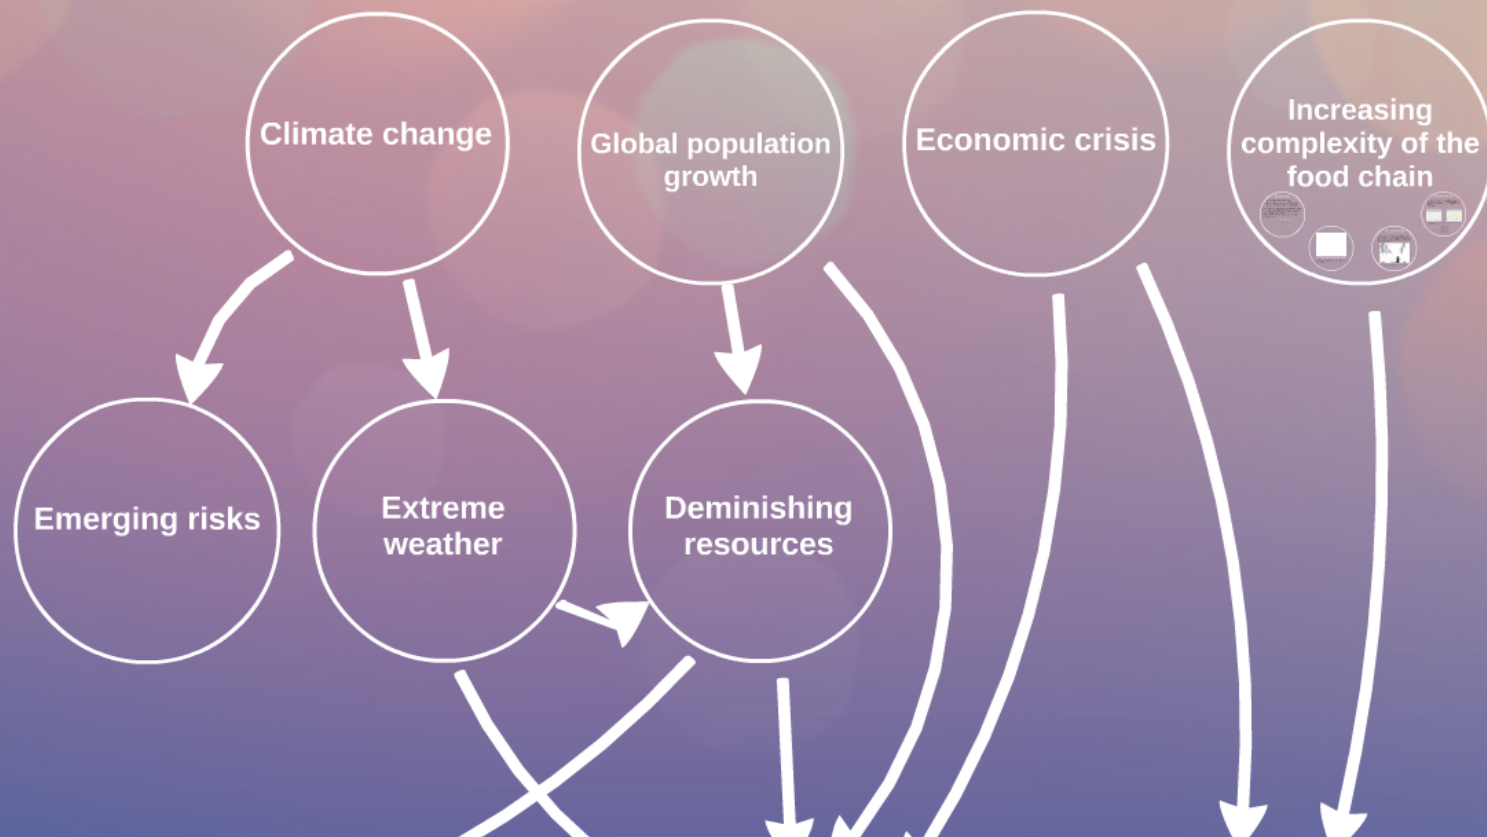 Climate change
Global population
growth
Economic crisis
Increasing
complexity of the
food chain
Emerging risks
Extreme
weather
Deminishing
resources